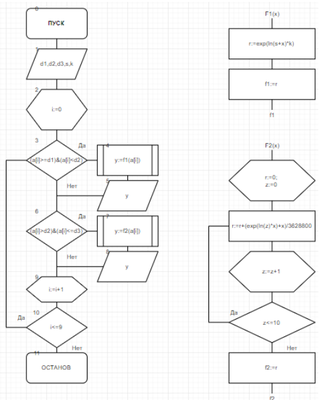 0
ПУСК
1
d1,d2,d3,s,k
2
i:=0
3
(a[i]>=d1)&(a[i]<d2)
Да
4
y:=f1(a[i])
Нет
5
y
6
(a[i]>d2)&(a[i]<=d3)
Да
7
y:=f2(a[i])
Нет
8
y
9
i:=i+1
10
i<=9
Да
Нет
11
ОСТАНОВ
F1(x)
r:=exp(ln(s+x)*k)
f1:=r
f1
F2(x)
r:=0;
z:=0
r:=r+(exp(ln(z)*x)+x)/3628800
z:=z+1
z<=10
Да
Нет
f2:=r
f2